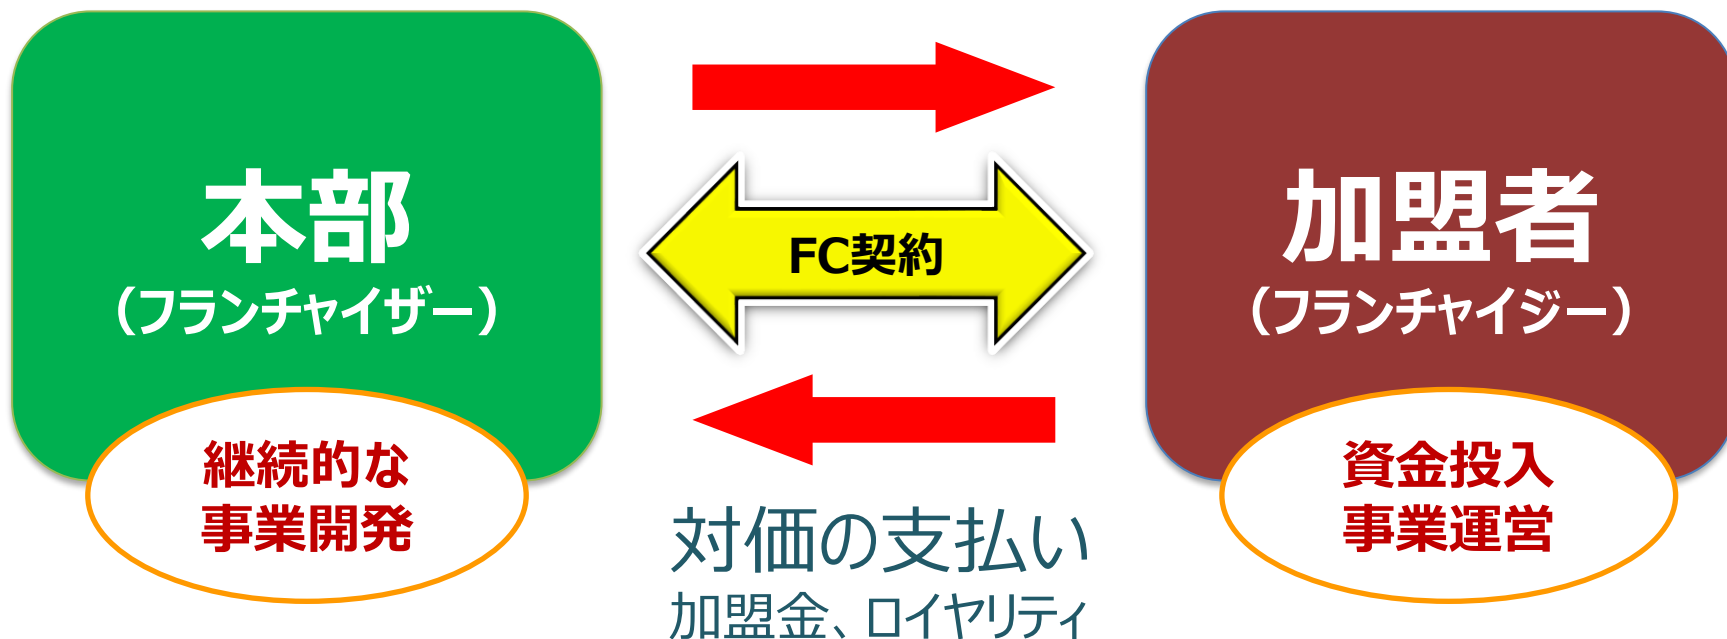 本部
（フランチャイザー）
継続的な
事業開発
FC契約
対価の支払い
加盟金、ロイヤリティ
加盟者
（フランチャイジー）
資金投入
事業運営